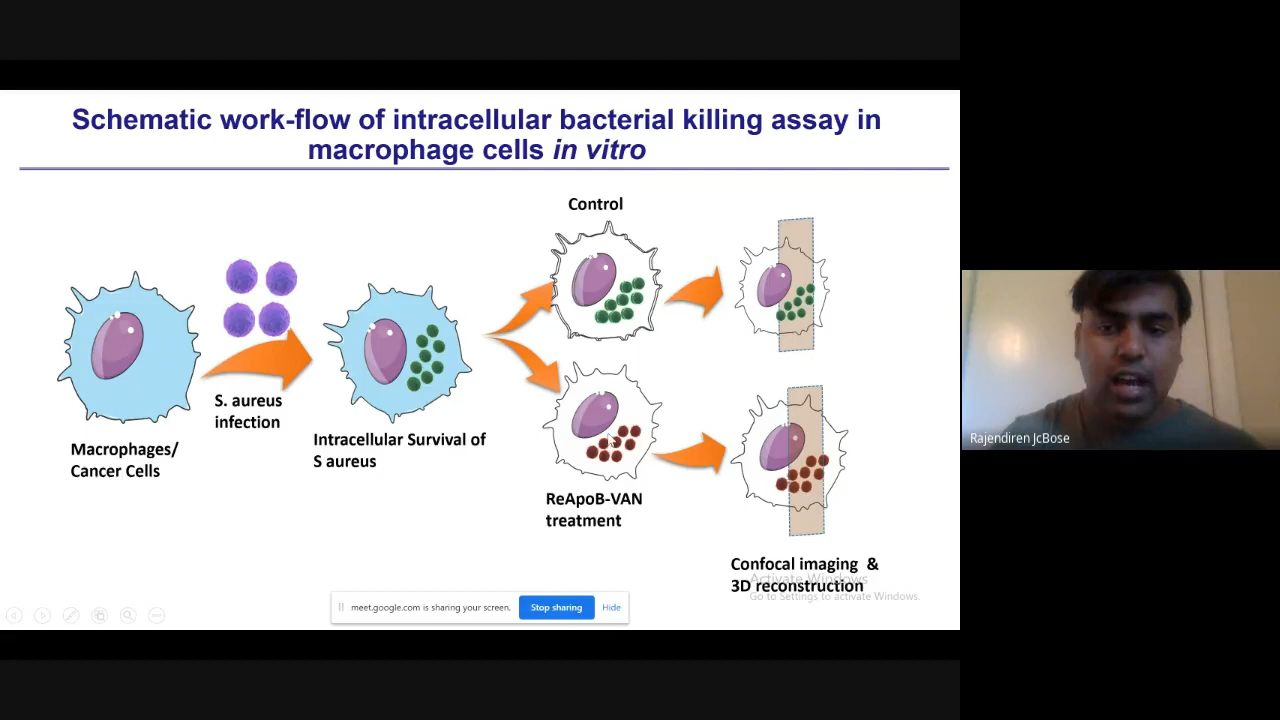 Schematic work-flow of intracellular bacterial killing assay in
macrophage cells in vitro
Control
S. aureus
infection
Macrophages/
Cancer Cells
Intracellular Survival of
S aureus
ReApoB-VAN
treatment
Confocal imaging &
3D reconstruction
Activate Windows
Go to Settings to activate Windows.
meet.google.com is sharing your screen.
Stop sharing
Hide
Rajendiren JcBose